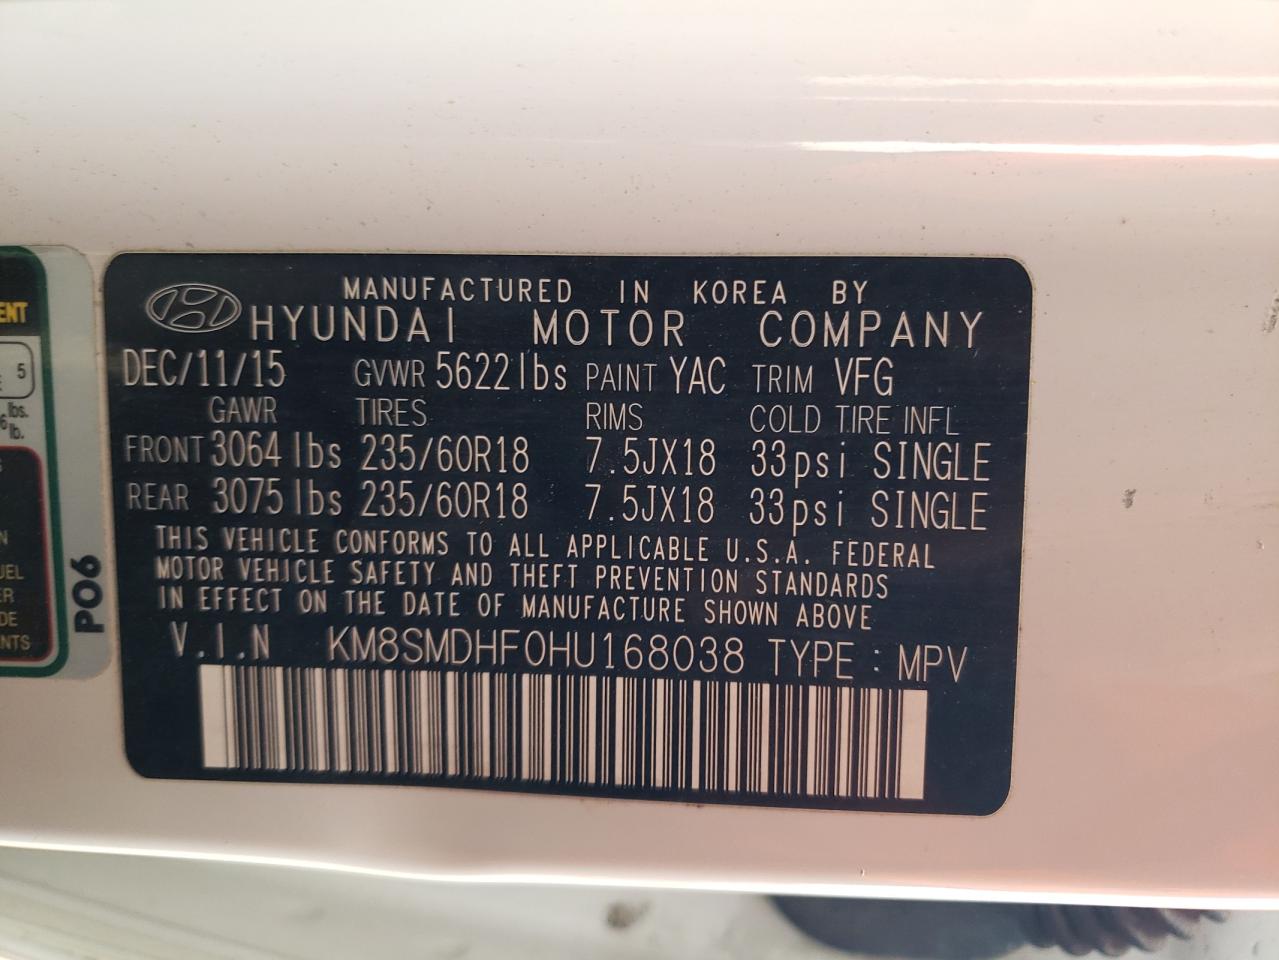 MANUFACTURED IN KOREA BY
HYUNDAI MOTOR COMPANY
DEC/11/15 GVWR 5622lbs PAINT YAC TRIM VFG
GAWR TIRES RIMS COLD TIRE INFL
FRONT 3064lbs 235/60R18 7.5JX18 33psi SINGLE
REAR 3075lbs 235/60R18 7.5JX18 33psi SINGLE
THIS VEHICLE CONFORMS TO ALL APPLICABLE U.S.A. FEDERAL
MOTOR VEHICLE SAFETY AND THEFT PREVENTION STANDARDS
IN EFFECT ON THE DATE OF MANUFACTURE SHOWN ABOVE
V.I.N KM8SMDHF0HU168038 TYPE : MPV
5
lbs.
lb.
P06